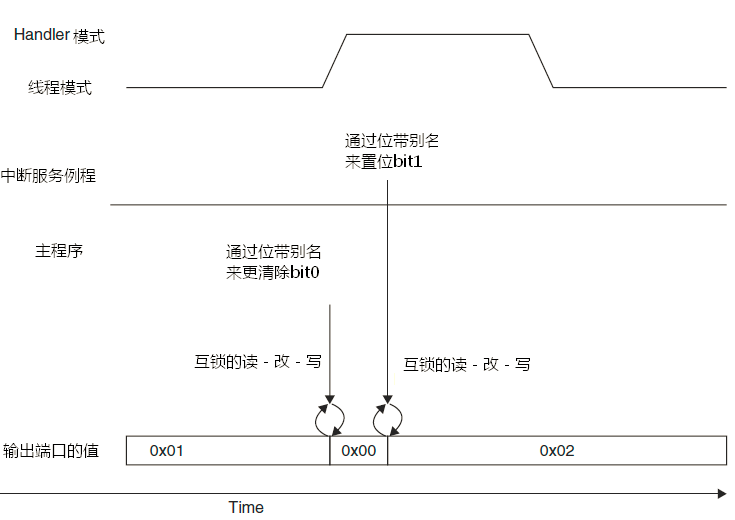 Handler 模式
线程模式
通过位带别名
来置位bit1
中断服务例程
主程序
通过位带别名
来更清除bit0
互锁的读 - 改 - 写
互锁的读 - 改 - 写
输出端口的值
0x01
0x00
0x02
Time